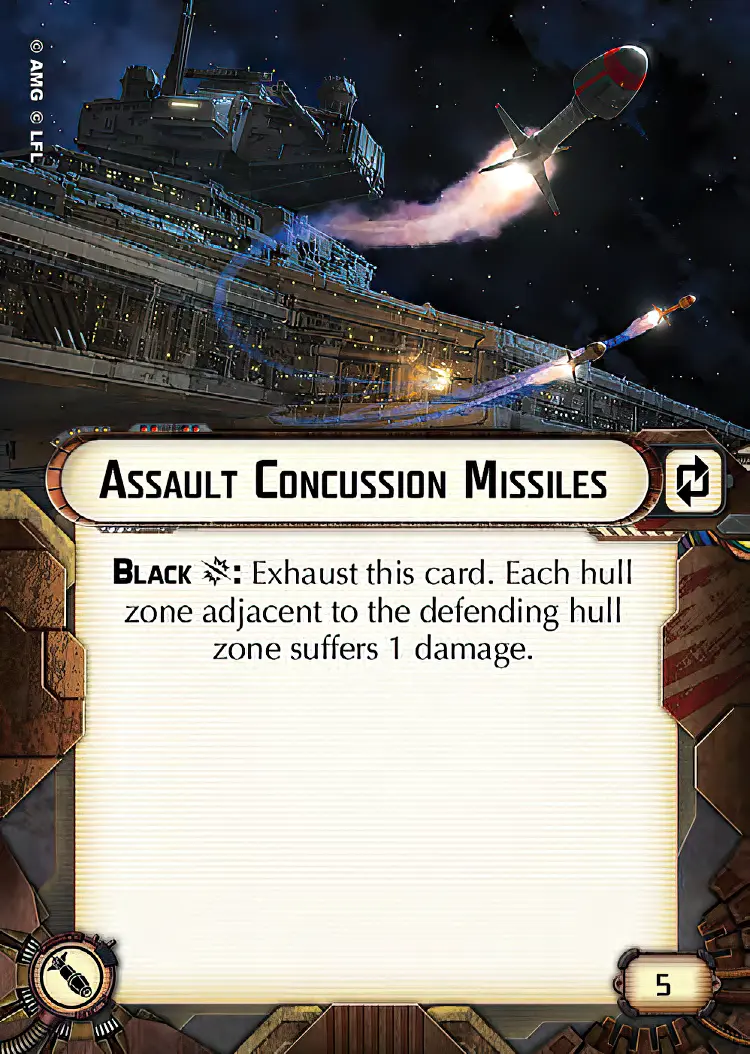 © AMG © LFL
Assault Concussion Missiles
Black : Exhaust this card. Each hull
zone adjacent to the defending hull
zone suffers 1 damage.
5